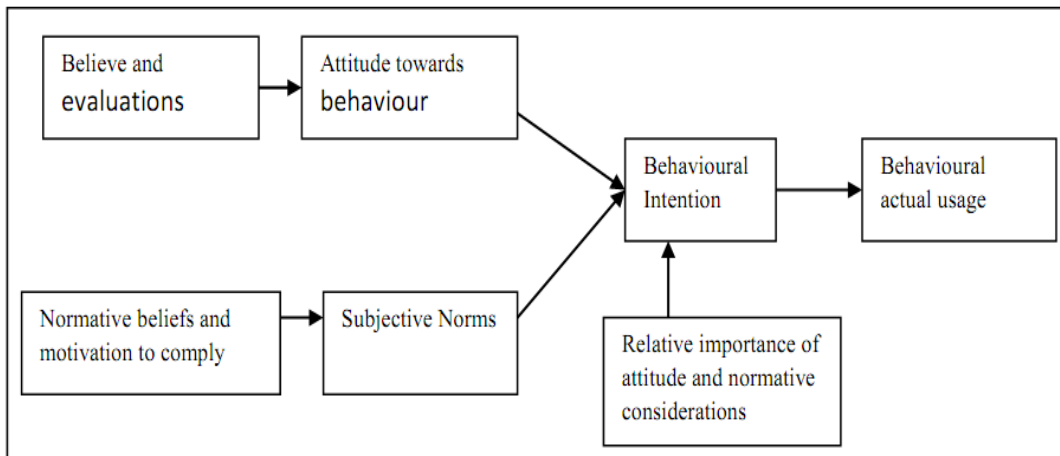 Believe and
evaluations
Attitude towards
behaviour
Behavioural
Intention
Behavioural
actual usage
Normative beliefs and
motivation to comply
Subjective Norms
Relative importance of
attitude and normative
considerations